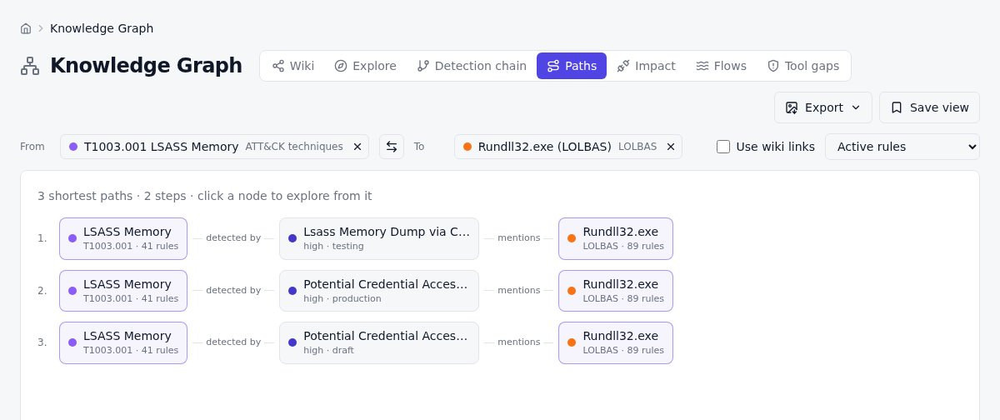 Knowledge Graph
Knowledge Graph
Wiki
Explore
Detection chain
Paths
Impact
Flows
Tool gaps
Export
Save view
From
T1003.001 LSASS Memory ATT&CK techniques
To
Rundll32.exe (LOLBAS) LOLBAS
Use wiki links
Active rules
3 shortest paths · 2 steps · click a node to explore from it
1.
LSASS Memory
T1003.001 · 41 rules
detected by
Lsass Memory Dump via C...
high · testing
mentions
Rundll32.exe
LOLBAS · 89 rules
2.
LSASS Memory
T1003.001 · 41 rules
detected by
Potential Credential Acces...
high · production
mentions
Rundll32.exe
LOLBAS · 89 rules
3.
LSASS Memory
T1003.001 · 41 rules
detected by
Potential Credential Acces...
high · draft
mentions
Rundll32.exe
LOLBAS · 89 rules